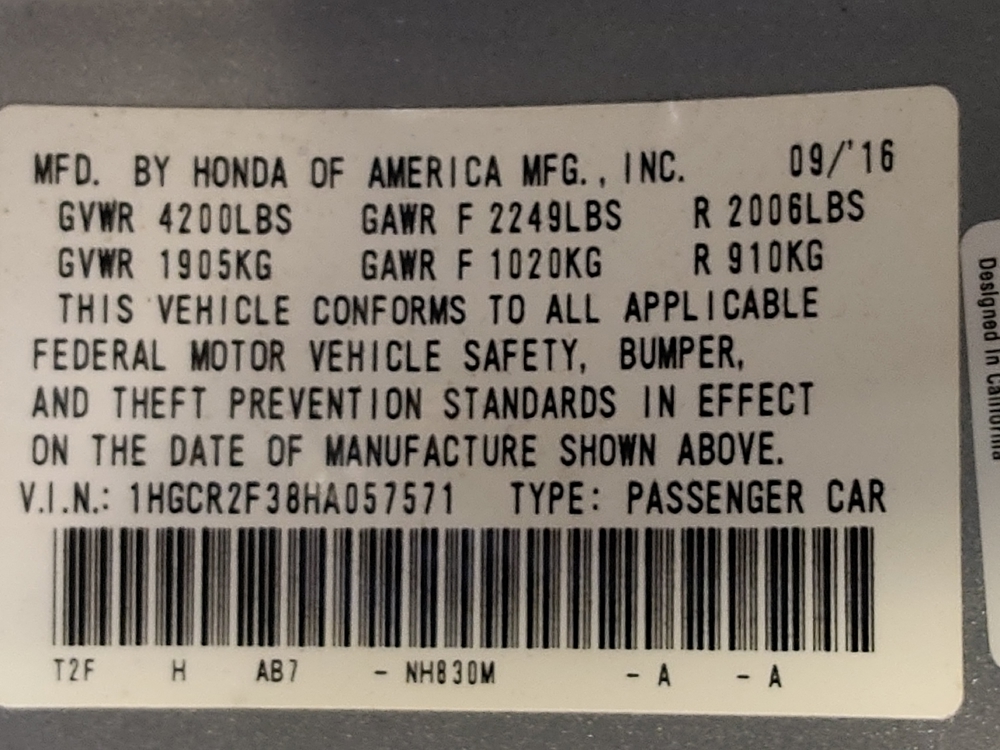 MFD. BY HONDA OF AMERICA MFG., INC. 09/'16
GVWR 4200LBS GAWR F 2249LBS R 2006LBS
GVWR 1905KG GAWR F 1020KG R 910KG
THIS VEHICLE CONFORMS TO ALL APPLICABLE
FEDERAL MOTOR VEHICLE SAFETY, BUMPER,
AND THEFT PREVENTION STANDARDS IN EFFECT
ON THE DATE OF MANUFACTURE SHOWN ABOVE.
V.I.N.: 1HGCR2F38HA057571 TYPE: PASSENGER CAR
T2F H AB7 - NH830M - A - A
Designed in California